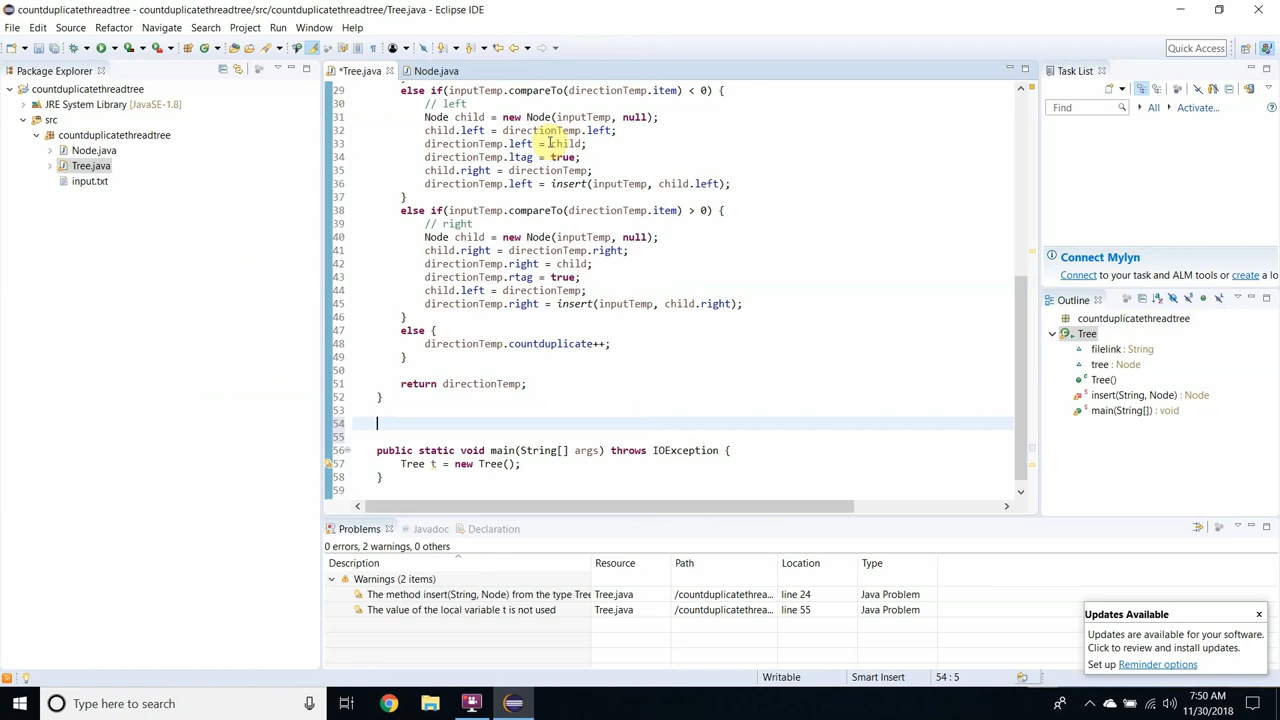 countduplicatethreadtree - countduplicatethreadtree/src/countduplicatethreadtree/Tree.java - Eclipse IDE
File Edit Source Refactor Navigate Search Project Run Window Help
Quick Access
Package Explorer
countduplicatethreadtree
JRE System Library [JavaSE-1.8]
src
countduplicatethreadtree
Node.java
Tree.java
input.txt
*Tree.java
Node.java
29 else if(inputTemp.compareTo(directionTemp.item) < 0) {
30 // left
31 Node child = new Node(inputTemp, null);
32 child.left = directionTemp.left;
33 directionTemp.left = child;
34 directionTemp.ltag = true;
35 child.right = directionTemp;
36 directionTemp.left = insert(inputTemp, child.left);
37 }
38 else if(inputTemp.compareTo(directionTemp.item) > 0) {
39 // right
40 Node child = new Node(inputTemp, null);
41 child.right = directionTemp.right;
42 directionTemp.right = child;
43 directionTemp.rtag = true;
44 child.left = directionTemp;
45 directionTemp.right = insert(inputTemp, child.right);
46 }
47 else {
48 directionTemp.countduplicate++;
49 }
50
51 return directionTemp;
52 }
53
54
55
56 public static void main(String[] args) throws IOException {
57 Tree t = new Tree();
58 }
59
Task List
Find
All
Activate...
Connect Mylyn
Connect to your task and ALM tools or create a lo
Outline
countduplicatethreadtree
Tree
filelink : String
tree : Node
Tree()
insert(String, Node) : Node
main(String[]) : void
Problems
Javadoc
Declaration
0 errors, 2 warnings, 0 others
Description Resource Path Location Type
Warnings (2 items)
The method insert(String, Node) from the type Tree Tree.java /countduplicatethrea... line 24 Java Problem
The value of the local variable t is not used Tree.java /countduplicatethrea... line 55 Java Problem
Updates Available
Updates are available for your software.
Click to review and install updates.
Set up Reminder options
Writable
Smart Insert
54 : 5
Type here to search
7:50 AM
11/30/2018